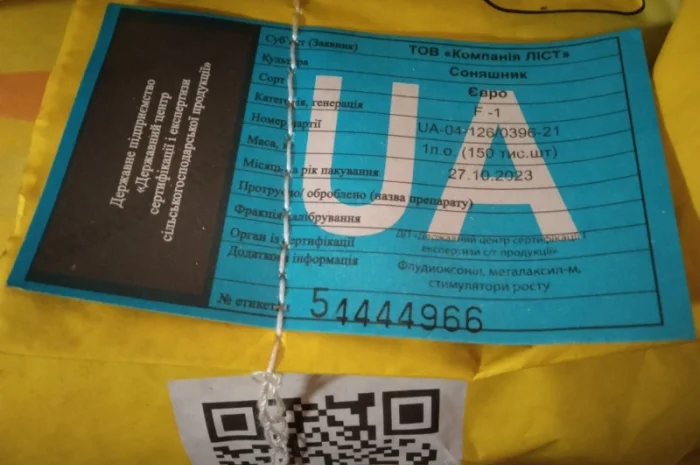 Державне підприємство
«Державний центр
сертифікації і експертизи
сільськогосподарської продукції»
UA
Суб'єкт (Заявник) ТОВ «Компанія ЛІСТ»
Культура Соняшник
Сорт Євро
Категорія, генерація F -1
Номер партії UA-04-126/0396-21
Маса, 1п.о. (150 тис.шт)
Місяць та рік пакування 27.10.2023
Протруєно/ оброблено (назва препарату)
Фракція калібрування
Орган із сертифікації ДП «Державний центр сертифікації
експертизи с/г продукції»
Додаткова інформація Флудиоксоніл, мегалаксил-м,
стимулятори росту
№ етикетки 54444966